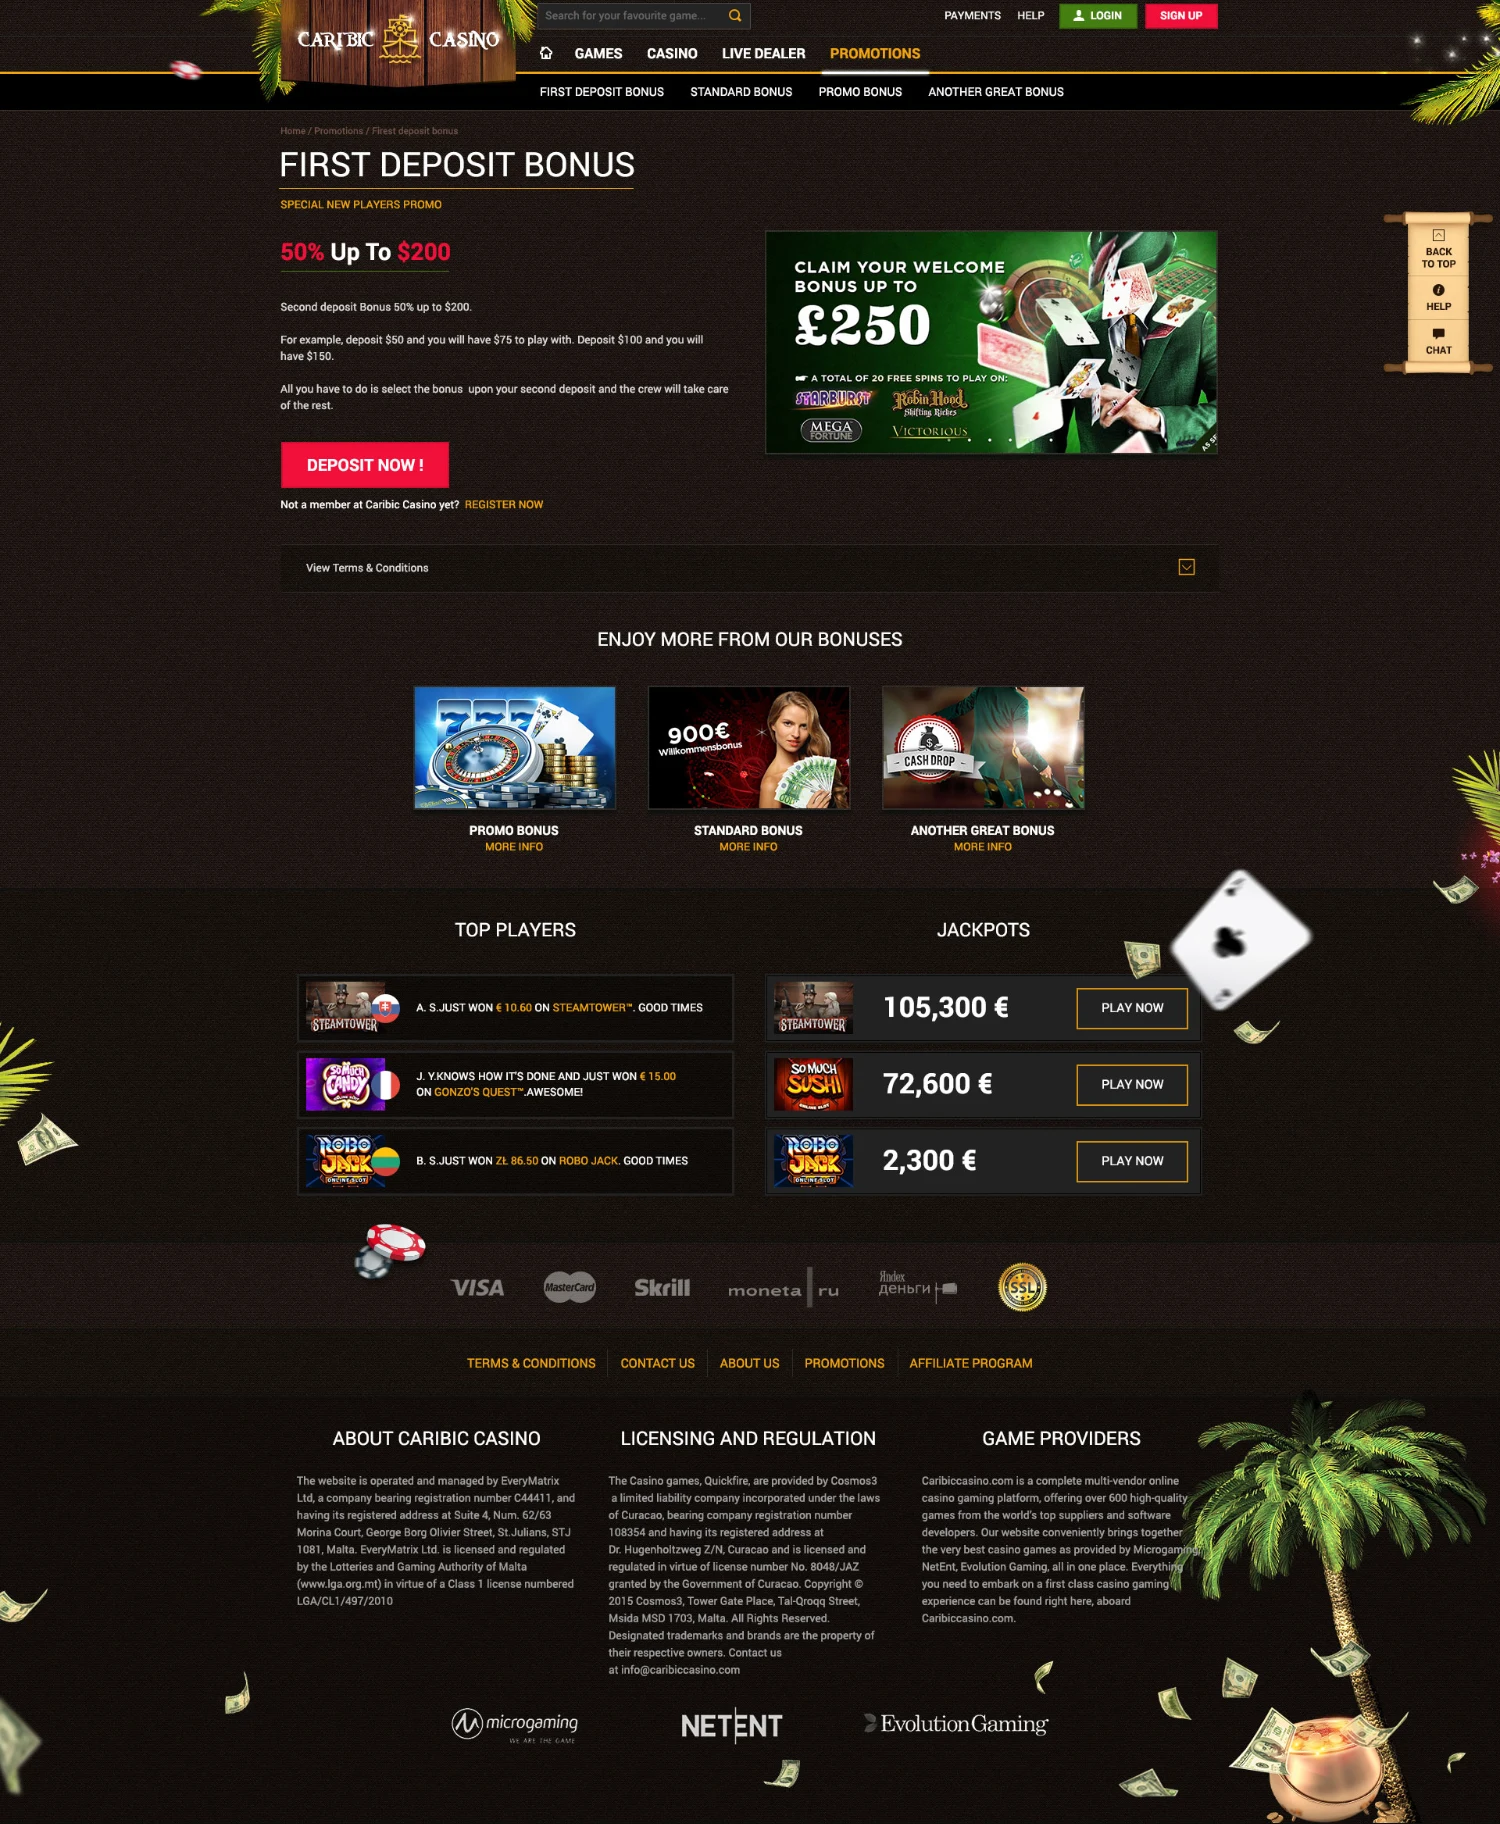 CARIBIC CASINO
Search for your favourite game...
PAYMENTS HELP LOGIN SIGN UP
GAMES CASINO LIVE DEALER PROMOTIONS
FIRST DEPOSIT BONUS STANDARD BONUS PROMO BONUS ANOTHER GREAT BONUS
Home / Promotions / Firest deposit bonus
FIRST DEPOSIT BONUS
SPECIAL NEW PLAYERS PROMO
50% Up To $200
Second deposit Bonus 50% up to $200.
For example, deposit $50 and you will have $75 to play with. Deposit $100 and you will
have $150.
All you have to do is select the bonus upon your second deposit and the crew will take care
of the rest.
DEPOSIT NOW !
Not a member at Caribic Casino yet? REGISTER NOW
CLAIM YOUR WELCOME
BONUS UP TO
£250
A TOTAL OF 20 FREE SPINS TO PLAY ON:
STARBURST Robin Hood
Shifting Riches
MEGA
FORTUNE
VICTORIOUS
BACK
TO TOP
HELP
CHAT
View Terms & Conditions
ENJOY MORE FROM OUR BONUSES
777
900€
Willkommensbonus
CASH DROP
PROMO BONUS
MORE INFO
STANDARD BONUS
MORE INFO
ANOTHER GREAT BONUS
MORE INFO
TOP PLAYERS
STEAMTOWER
A. S.JUST WON € 10.60 ON STEAMTOWER™. GOOD TIMES
SO MUCH
CANDY
ONLINE SLOT
J. Y.KNOWS HOW IT'S DONE AND JUST WON € 15.00
ON GONZO'S QUEST™.AWESOME!
ROBO
JACK
ONLINE SLOT
B. S.JUST WON ZŁ 86.50 ON ROBO JACK. GOOD TIMES
JACKPOTS
STEAMTOWER
105,300 €
PLAY NOW
SO MUCH
SUSHI
ONLINE SLOT
72,600 €
PLAY NOW
ROBO
JACK
ONLINE SLOT
2,300 €
PLAY NOW
VISA MasterCard Skrill moneta ru Яndex деньги SSL
TERMS & CONDITIONS CONTACT US ABOUT US PROMOTIONS AFFILIATE PROGRAM
ABOUT CARIBIC CASINO
The website is operated and managed by EveryMatrix
Ltd, a company bearing registration number C44411, and
having its registered address at Suite 4, Num. 62/63
Morina Court, George Borg Olivier Street, St.Julians, STJ
1081, Malta. EveryMatrix Ltd. is licensed and regulated
by the Lotteries and Gaming Authority of Malta
(www.lga.org.mt) in virtue of a Class 1 license numbered
LGA/CL1/497/2010
LICENSING AND REGULATION
The Casino games, Quickfire, are provided by Cosmos3
a limited liability company incorporated under the laws
of Curacao, bearing company registration number
108354 and having its registered address at
Dr. Hugenholtzweg Z/N, Curacao and is licensed and
regulated in virtue of license number No. 8048/JAZ
granted by the Government of Curacao. Copyright ©
2015 Cosmos3, Tower Gate Place, Tal-Qroqq Street,
Msida MSD 1703, Malta. All Rights Reserved.
Designated trademarks and brands are the property of
their respective owners. Contact us
at info@caribiccasino.com
GAME PROVIDERS
Caribiccasino.com is a complete multi-vendor online
casino gaming platform, offering over 600 high-quality
games from the world's top suppliers and software
developers. Our website conveniently brings together
the very best casino games as provided by Microgaming,
NetEnt, Evolution Gaming, all in one place. Everything
you need to embark on a first class casino gaming
experience can be found right here, aboard
Caribiccasino.com.
microgaming
WE ARE THE GAME
NETENT
Evolution Gaming